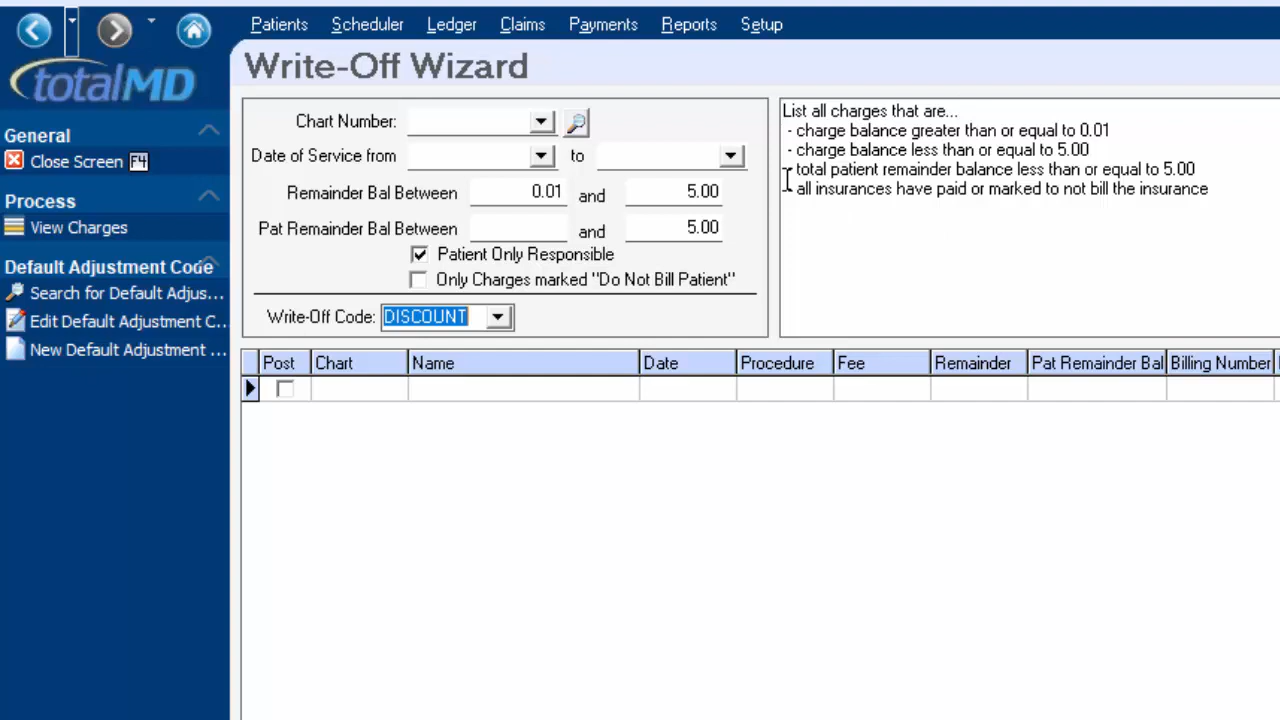 Patients Scheduler Ledger Claims Payments Reports Setup
totalMD
Write-Off Wizard
General
Close Screen F4
Process
View Charges
Default Adjustment Code
Search for Default Adjus...
Edit Default Adjustment C...
New Default Adjustment ...
Chart Number:
Date of Service from to
Remainder Bal Between 0.01 and 5.00
Pat Remainder Bal Between and 5.00
Patient Only Responsible
Only Charges marked "Do Not Bill Patient"
Write-Off Code: DISCOUNT
List all charges that are...
- charge balance greater than or equal to 0.01
- charge balance less than or equal to 5.00
- total patient remainder balance less than or equal to 5.00
all insurances have paid or marked to not bill the insurance
Post Chart Name Date Procedure Fee Remainder Pat Remainder Bal Billing Number